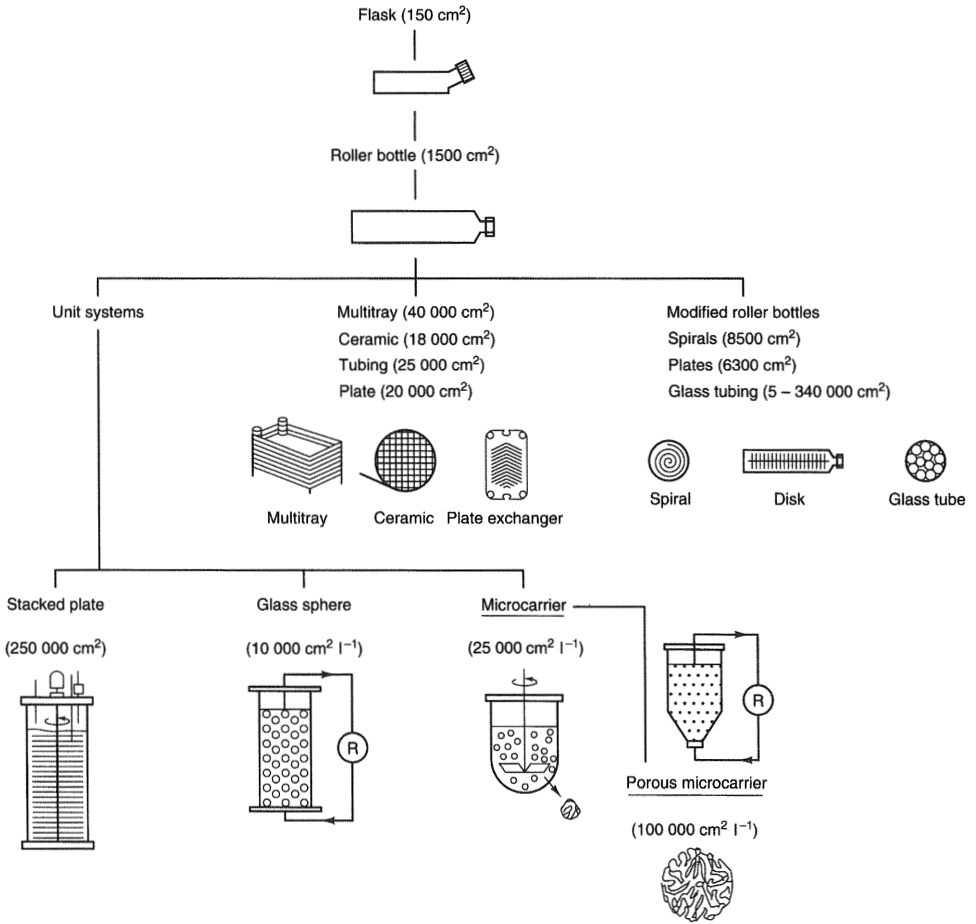 Flask (150 cm²)
Roller bottle (1500 cm²)
Unit systems
Multitray (40 000 cm²)
Ceramic (18 000 cm²)
Tubing (25 000 cm²)
Plate (20 000 cm²)
Modified roller bottles
Spirals (8500 cm²)
Plates (6300 cm²)
Glass tubing (5 – 340 000 cm²)
Multitray
Ceramic
Plate exchanger
Spiral
Disk
Glass tube
Stacked plate
(250 000 cm²)
Glass sphere
(10 000 cm² l⁻¹)
R
Microcarrier
(25 000 cm² l⁻¹)
R
Porous microcarrier
(100 000 cm² l⁻¹)